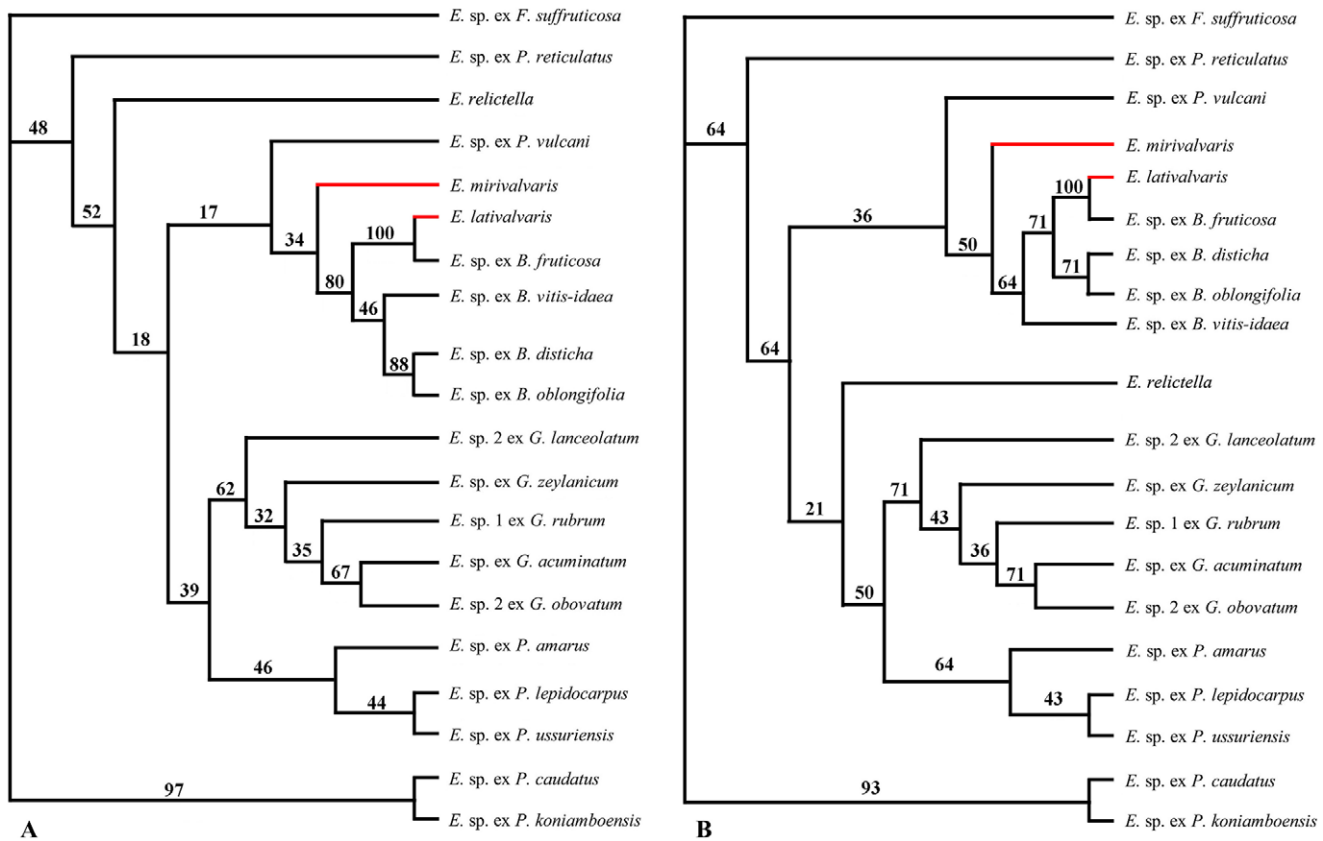 E. sp. ex F. suffruticosa
E. sp. ex P. reticulatus
E. relictella
48
E. sp. ex P. vulcani
E. mirivalvaris
52
17
E. lativalvaris
34
100
E. sp. ex B. fruticosa
80
E. sp. ex B. vitis-idaea
46
18
E. sp. ex B. disticha
88
E. sp. ex B. oblongifolia
E. sp. 2 ex G. lanceolatum
62
E. sp. ex G. zeylanicum
32
E. sp. 1 ex G. rubrum
35
E. sp. ex G. acuminatum
67
39
E. sp. 2 ex G. obovatum
E. sp. ex P. amarus
46
E. sp. ex P. lepidocarpus
44
E. sp. ex P. ussuriensis
E. sp. ex P. caudatus
97
E. sp. ex P. koniamboensis
A
E. sp. ex F. suffruticosa
E. sp. ex P. reticulatus
E. sp. ex P. vulcani
64
E. mirivalvaris
E. lativalvaris
100
36
71
E. sp. ex B. fruticosa
50
E. sp. ex B. disticha
71
64
E. sp. ex B. oblongifolia
E. sp. ex B. vitis-idaea
64
E. relictella
E. sp. 2 ex G. lanceolatum
71
E. sp. ex G. zeylanicum
21
43
E. sp. 1 ex G. rubrum
36
E. sp. ex G. acuminatum
71
50
E. sp. 2 ex G. obovatum
E. sp. ex P. amarus
64
E. sp. ex P. lepidocarpus
43
E. sp. ex P. ussuriensis
E. sp. ex P. caudatus
93
E. sp. ex P. koniamboensis
B